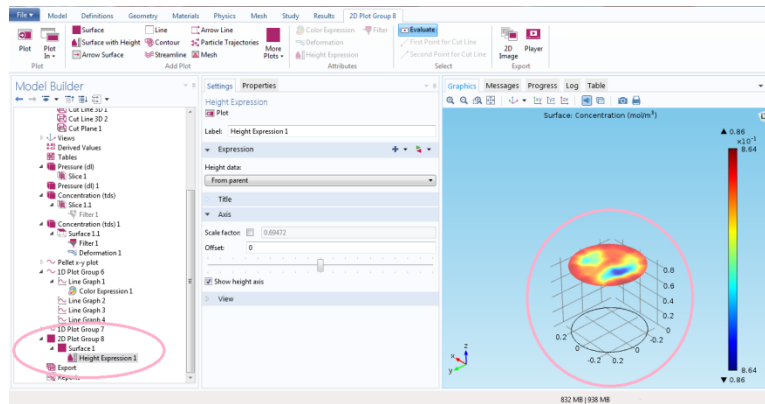 File Model Definitions Geometry Materials Physics Mesh Study Results 2D Plot Group 8
Surface Line Arrow Line Color Expression Filter Evaluate
Surface with Height Contour Particle Trajectories Deformation First Point for Cut Line
Arrow Surface Streamline Mesh Height Expression Second Point for Cut Line
Plot Plot In More Plots 2D Image Player
Plot Add Plot Attributes Select Export
Model Builder
Cut Line 3D 1
Cut Line 3D 2
Cut Plane 1
Views
Derived Values
Tables
Pressure (dl)
Slice 1
Pressure (dl) 1
Concentration (tds)
Slice 1.1
Filter 1
Concentration (tds) 1
Surface 1.1
Filter 1
Deformation 1
Pellet x-y plot
1D Plot Group 6
Line Graph 1
Color Expression 1
Line Graph 2
Line Graph 3
Line Graph 4
1D Plot Group 7
2D Plot Group 8
Surface 1
Height Expression 1
Export
Reports
Settings Properties
Height Expression
Plot
Label: Height Expression 1
Expression
Height data:
From parent
Title
Axis
Scale factor: 0.69472
Offset: 0
Show height axis
View
Graphics Messages Progress Log Table
Surface: Concentration (mol/m³)
▲ 0.86
×10⁻¹
8.64
0.8
0.6
0.4
0.2
0
0.2
0
-0.2
-0.2
0
0.2
z
x
y
8.64
▼ 0.86
832 MB | 938 MB